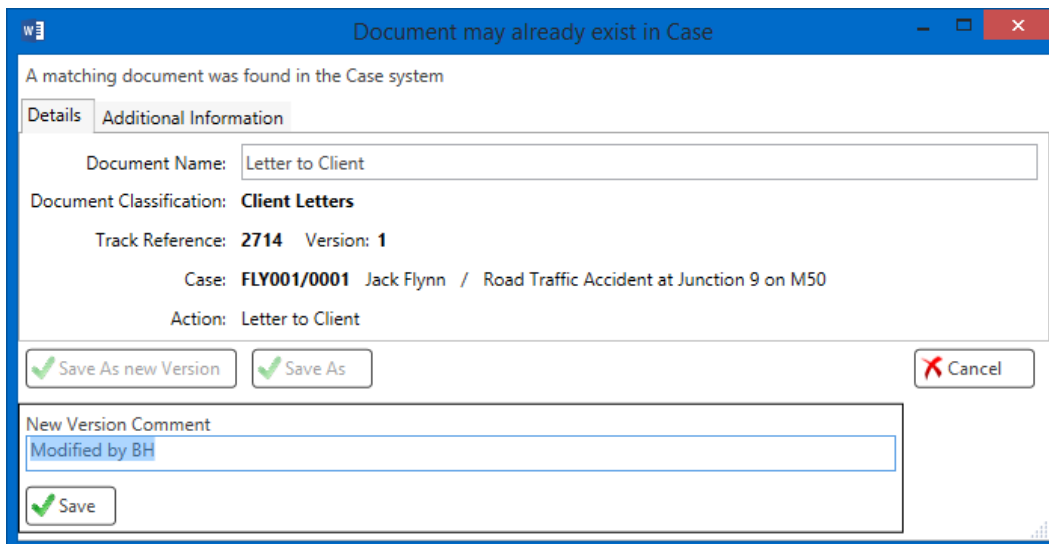 Document may already exist in Case
A matching document was found in the Case system
Details Additional Information
Document Name: Letter to Client
Document Classification: Client Letters
Track Reference: 2714 Version: 1
Case: FLY001/0001 Jack Flynn / Road Traffic Accident at Junction 9 on M50
Action: Letter to Client
Save As new Version Save As Cancel
New Version Comment
Modified by BH
Save